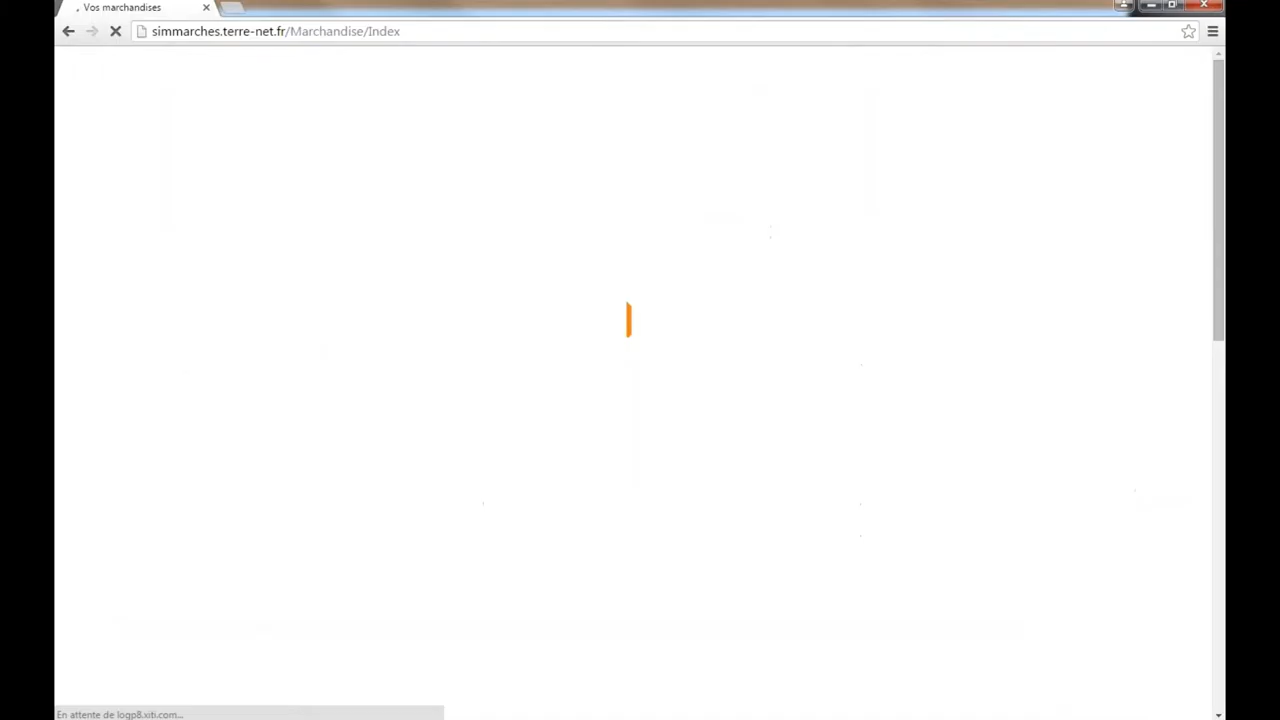 Vos marchandises
simmarches.terre-net.fr/Marchandise/Index
En attente de logp8.xiti.com...